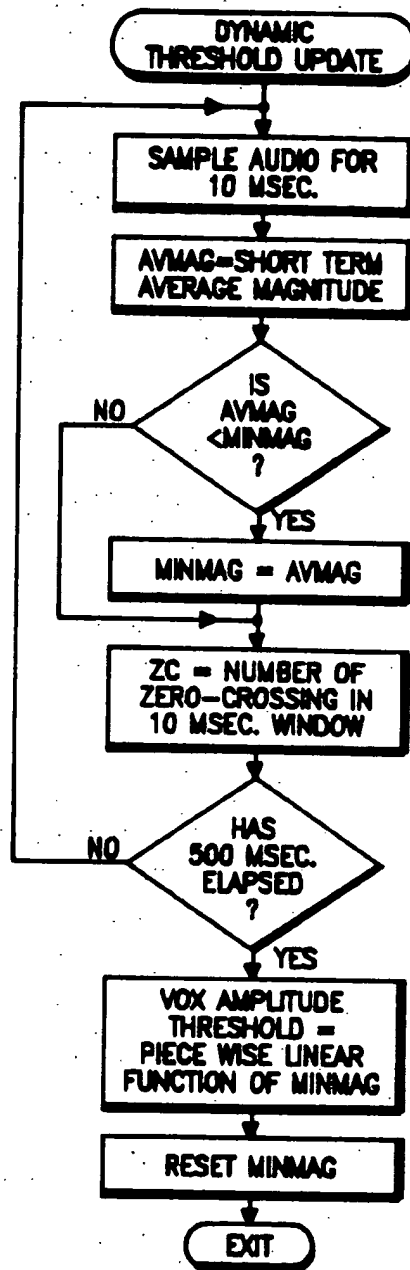 DYNAMIC
THRESHOLD UPDATE
SAMPLE AUDIO FOR
10 MSEC.
AVMAG=SHORT TERM
AVERAGE MAGNITUDE
IS
AVMAG
<MINMAG
?
NO
YES
MINMAG = AVMAG
ZC = NUMBER OF
ZERO-CROSSING IN
10 MSEC. WINDOW
HAS
500 MSEC.
ELAPSED
?
NO
YES
VOX AMPLITUDE
THRESHOLD =
PIECE WISE LINEAR
FUNCTION OF MINMAG
RESET MINMAG
EXIT